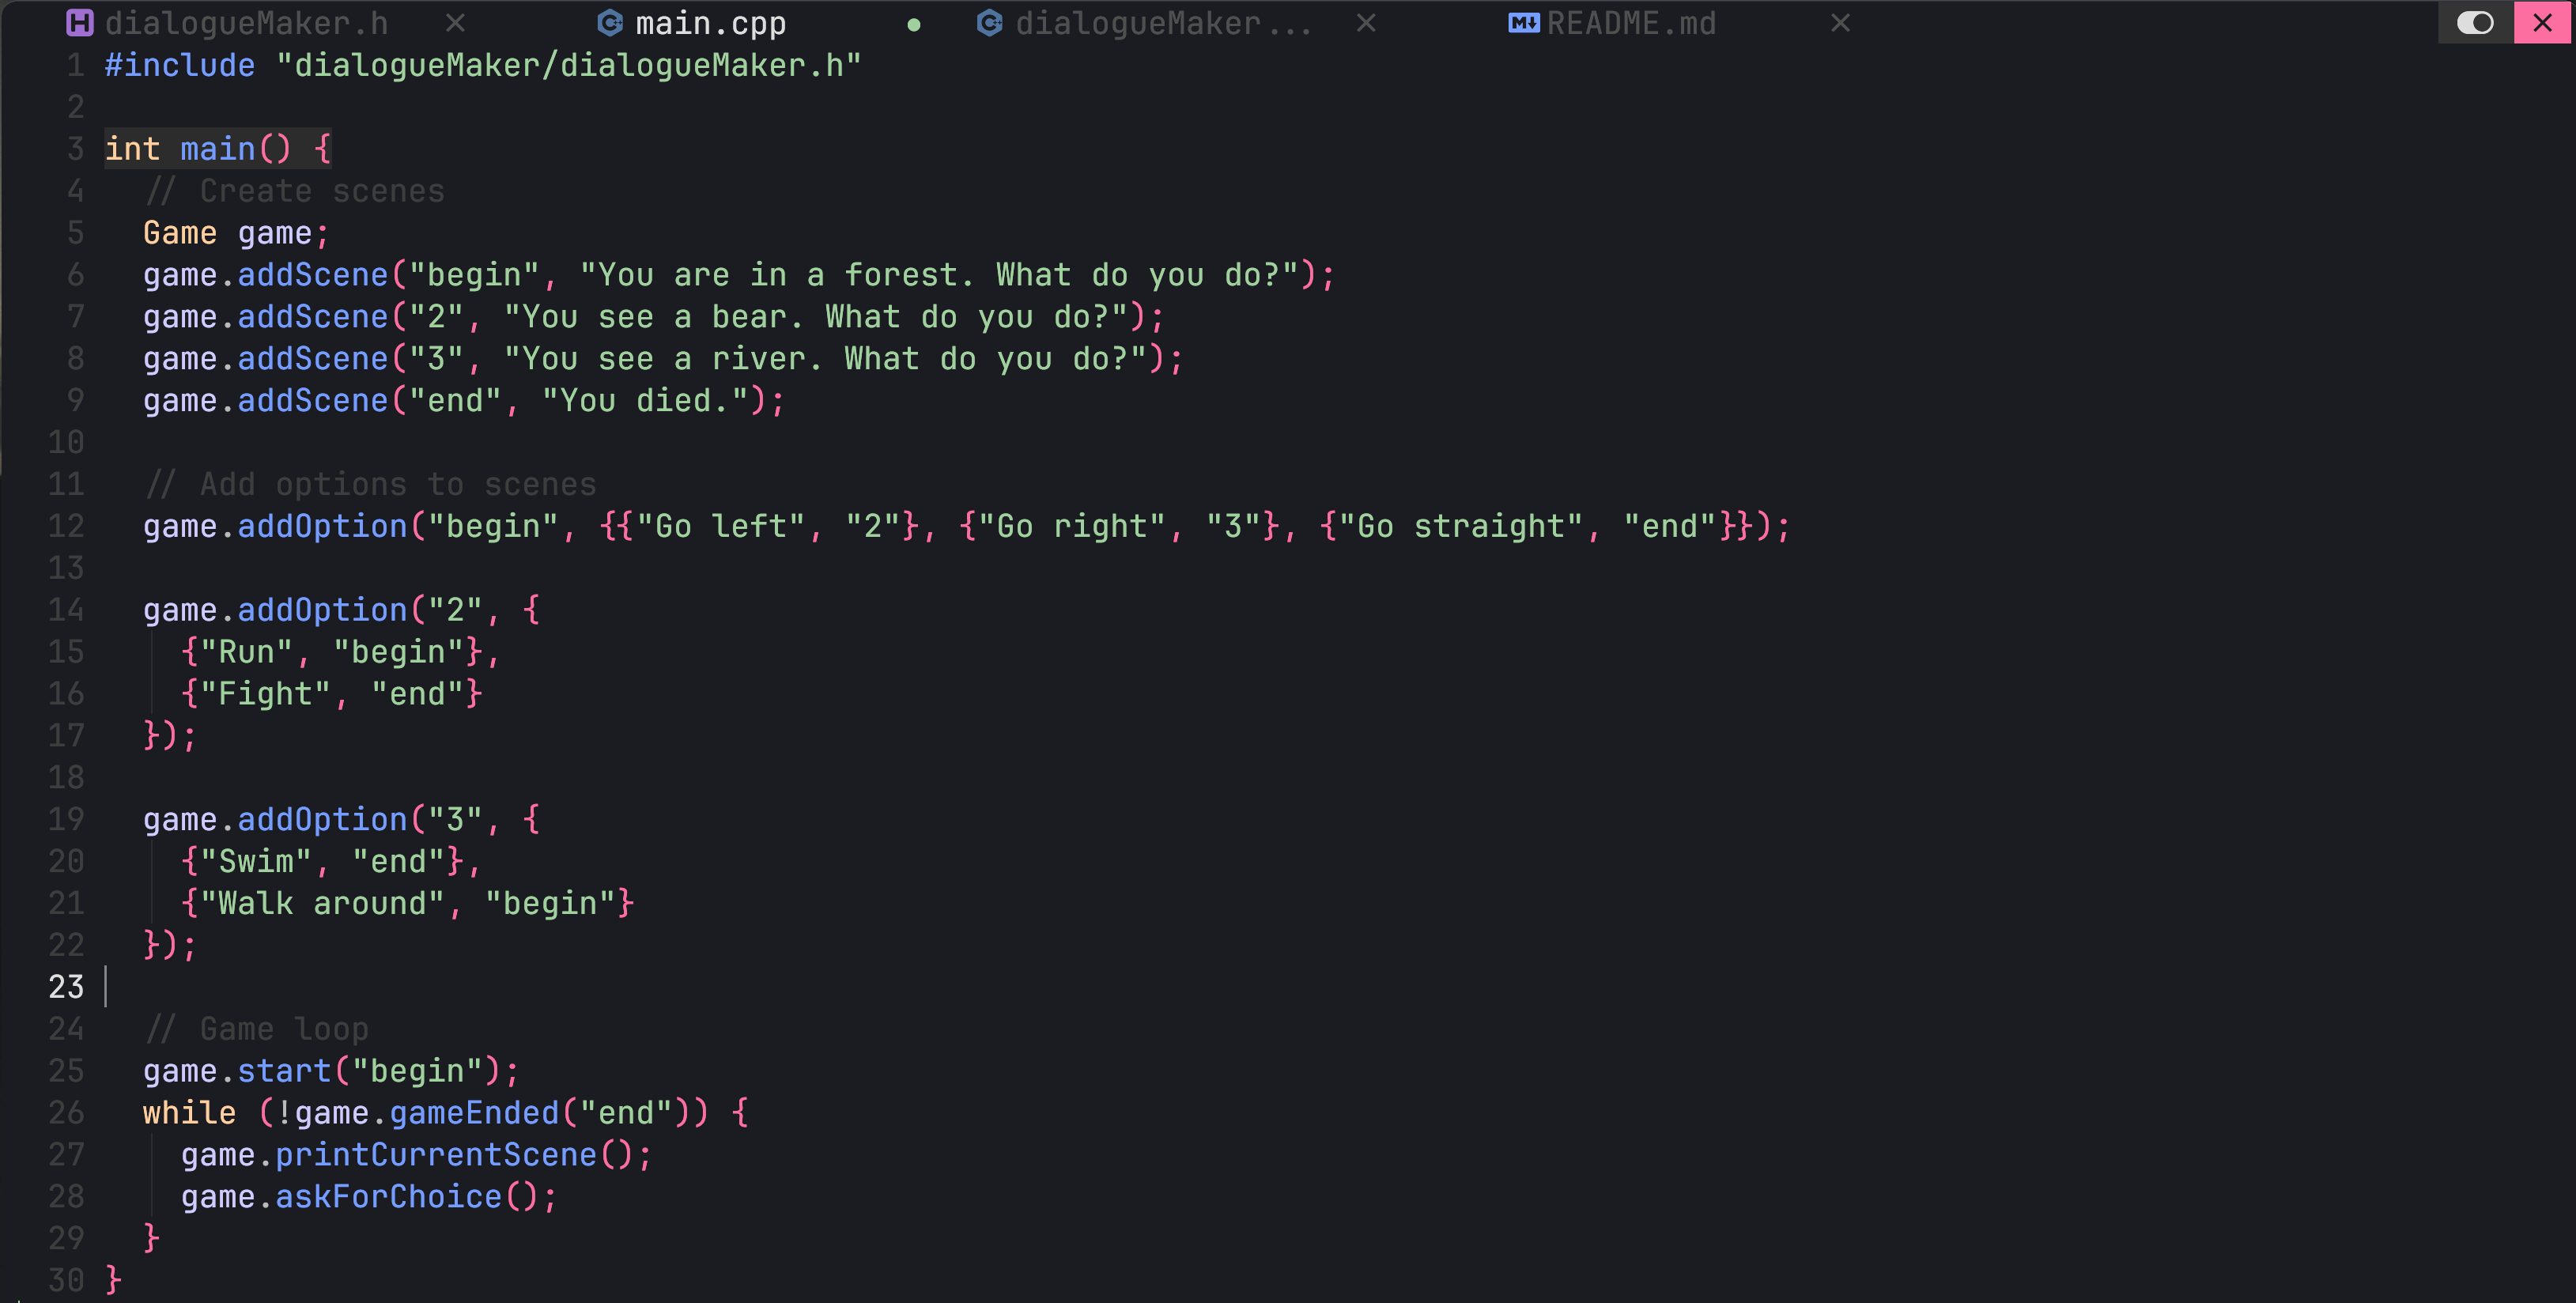 dialogueMaker.h main.cpp dialogueMaker... README.md
1 #include "dialogueMaker/dialogueMaker.h"
2
3 int main() {
4   // Create scenes
5   Game game;
6   game.addScene("begin", "You are in a forest. What do you do?");
7   game.addScene("2", "You see a bear. What do you do?");
8   game.addScene("3", "You see a river. What do you do?");
9   game.addScene("end", "You died.");
10
11   // Add options to scenes
12   game.addOption("begin", {{"Go left", "2"}, {"Go right", "3"}, {"Go straight", "end"}});
13
14   game.addOption("2", {
15     {"Run", "begin"},
16     {"Fight", "end"}
17   });
18
19   game.addOption("3", {
20     {"Swim", "end"},
21     {"Walk around", "begin"}
22   });
23
24   // Game loop
25   game.start("begin");
26   while (!game.gameEnded("end")) {
27     game.printCurrentScene();
28     game.askForChoice();
29   }
30 }